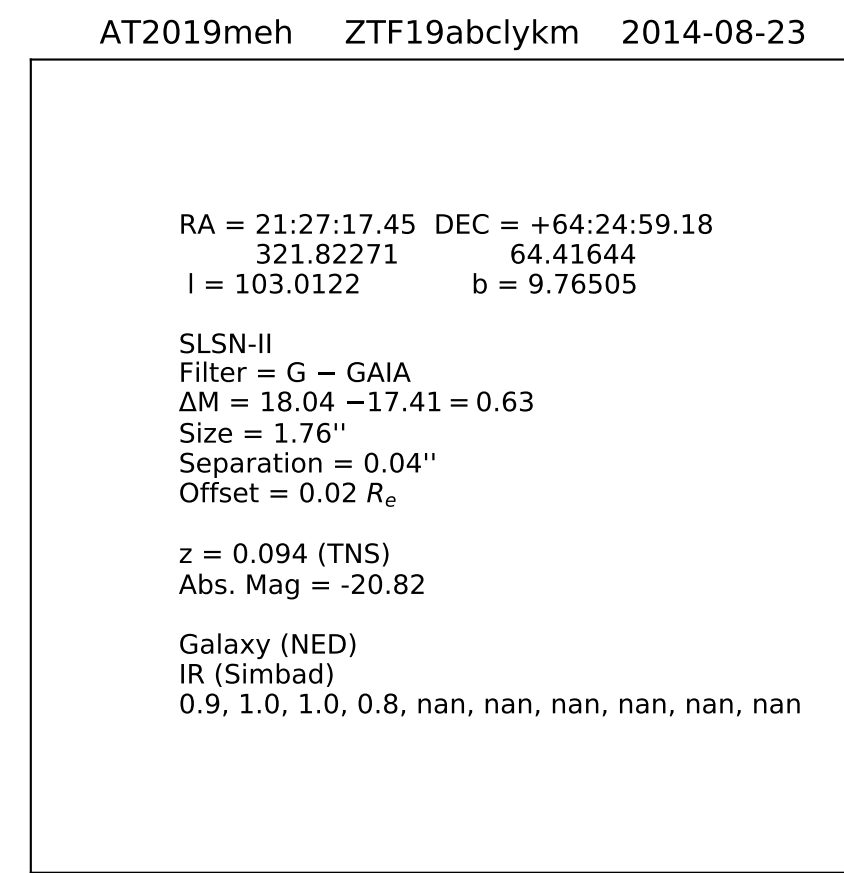 AT2019meh ZTF19abclykm 2014-08-23
RA = 21:27:17.45 DEC = +64:24:59.18
321.82271 64.41644
l = 103.0122 b = 9.76505
SLSN-II
Filter = G − GAIA
ΔM = 18.04 −17.41 = 0.63
Size = 1.76''
Separation = 0.04''
Offset = 0.02 Rₑ
z = 0.094 (TNS)
Abs. Mag = -20.82
Galaxy (NED)
IR (Simbad)
0.9, 1.0, 1.0, 0.8, nan, nan, nan, nan, nan, nan